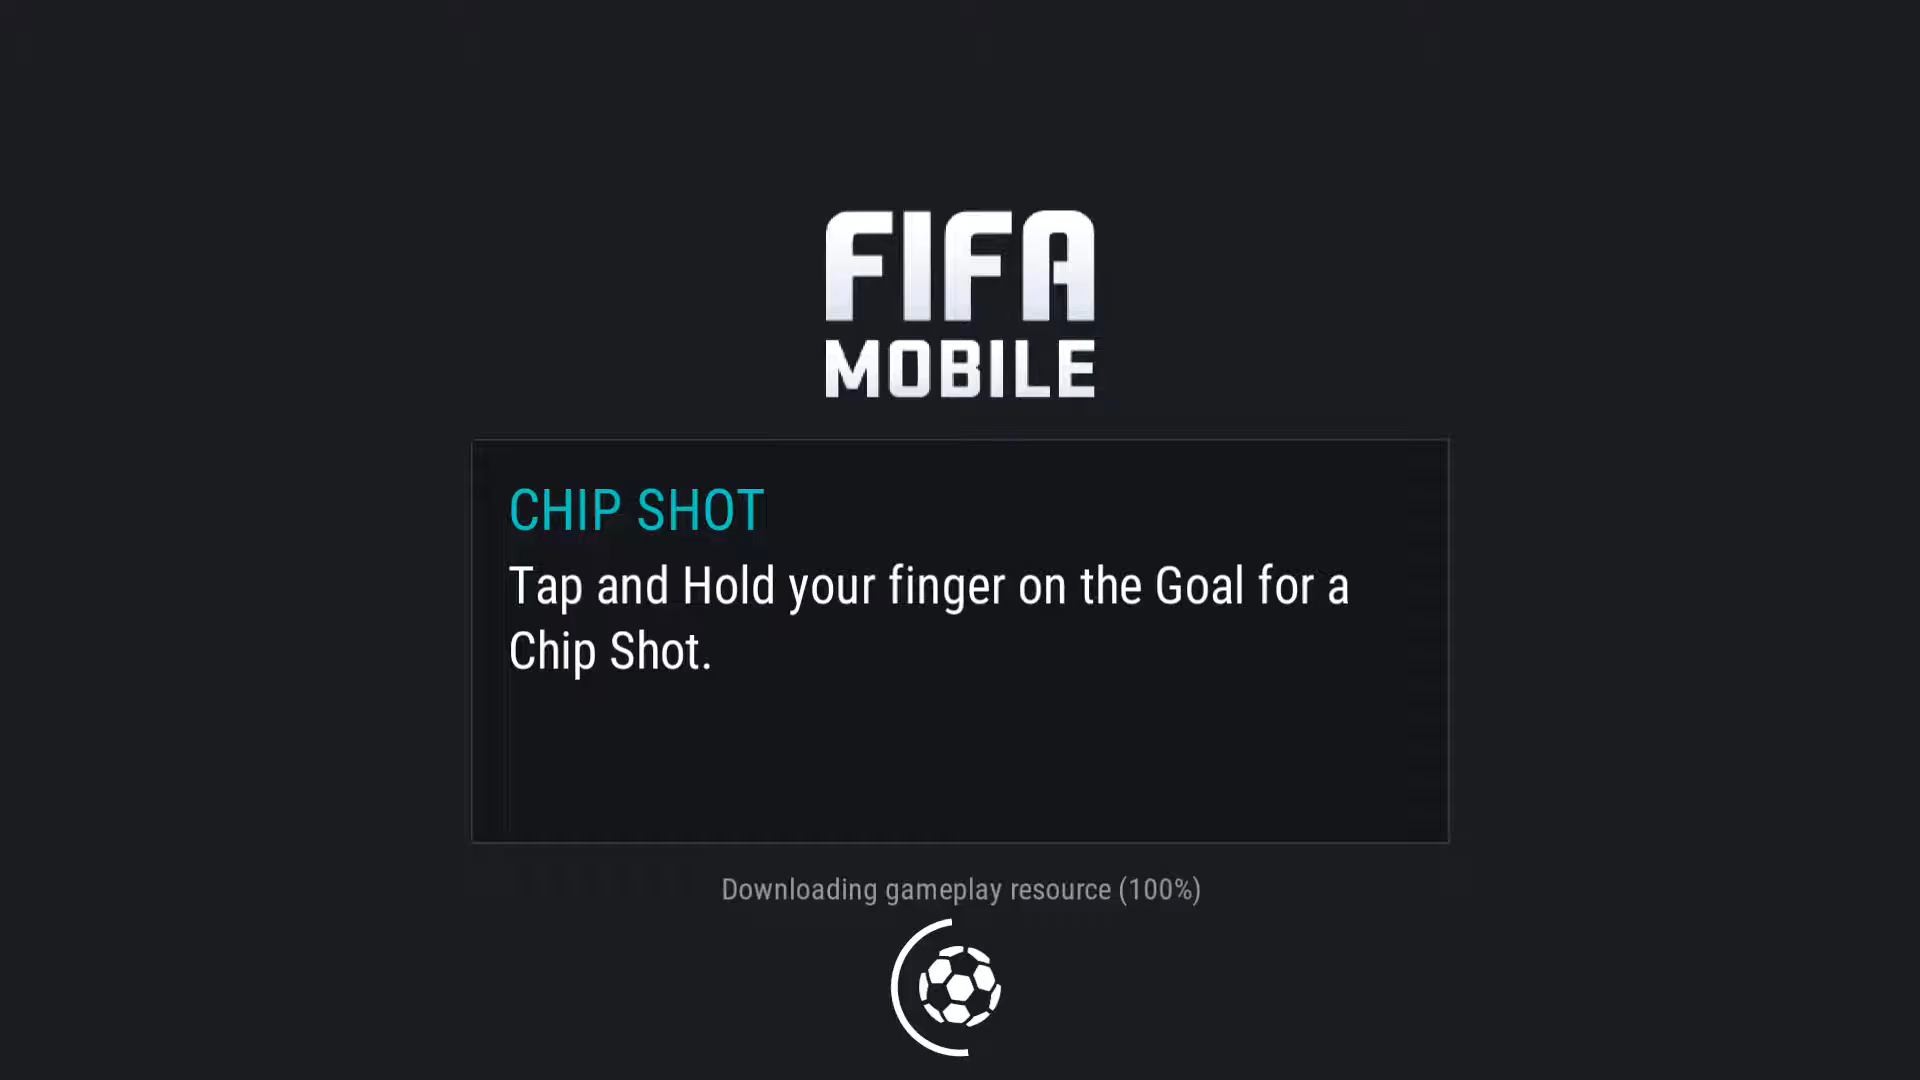 FIFA
MOBILE
CHIP SHOT
Tap and Hold your finger on the Goal for a
Chip Shot.
Downloading gameplay resource (100%)